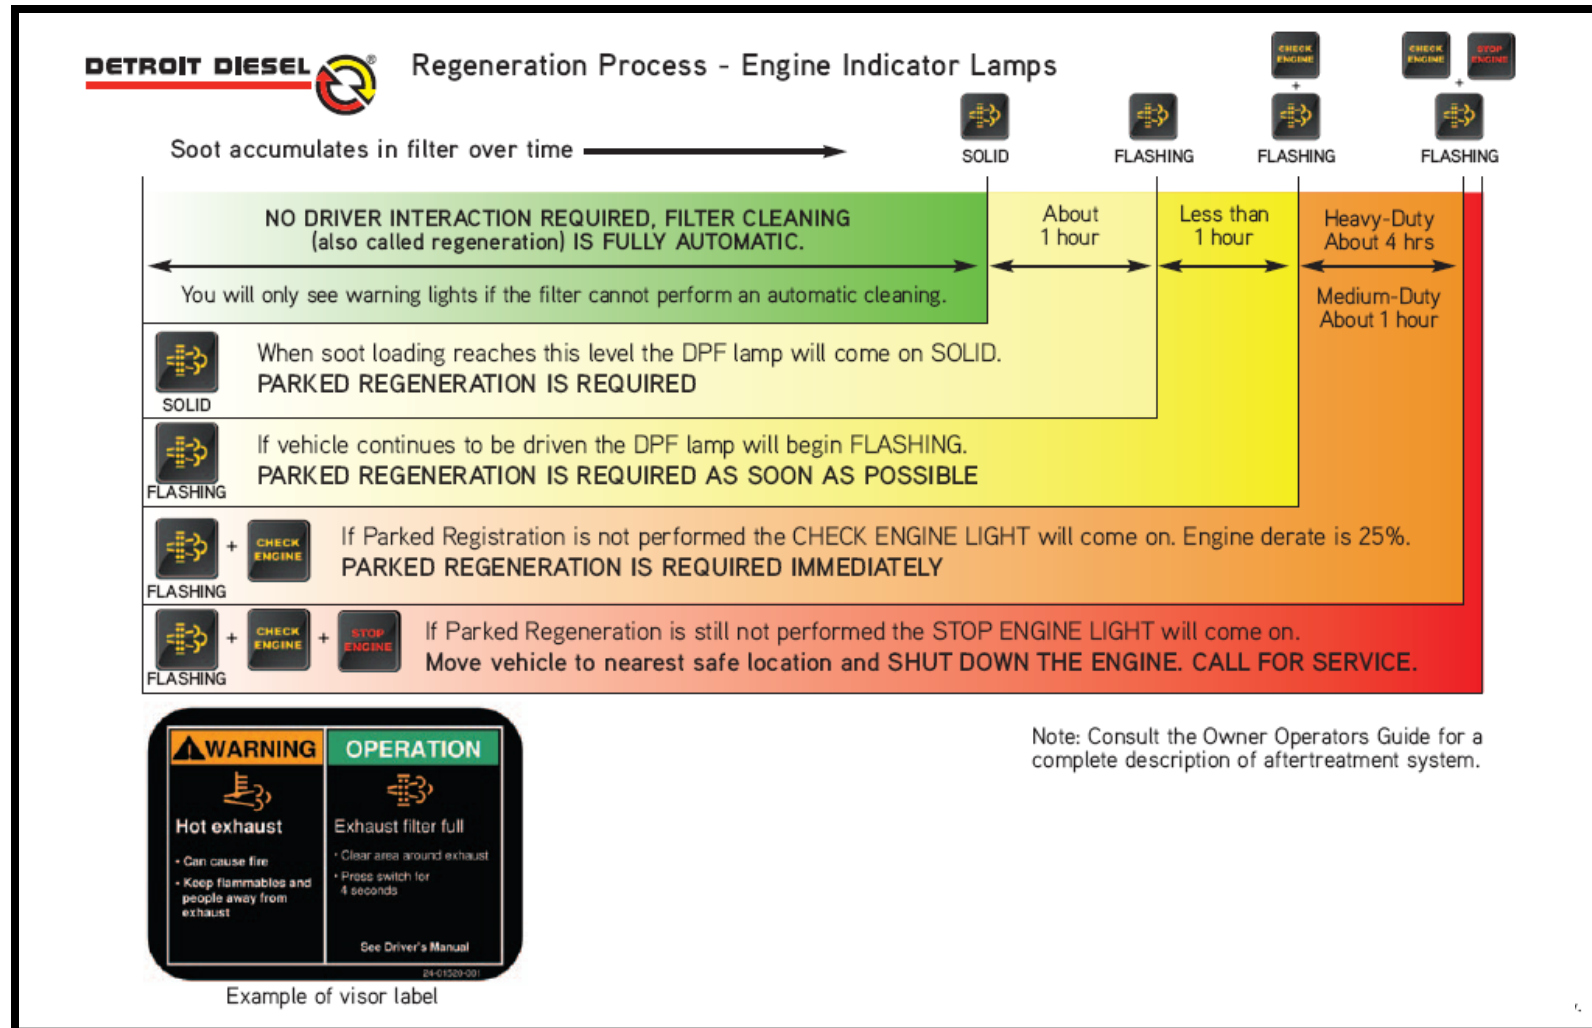 DETROIT DIESEL ®
Regeneration Process - Engine Indicator Lamps
CHECK ENGINE
+
CHECK ENGINE
STOP ENGINE
+
Soot accumulates in filter over time
SOLID
FLASHING
FLASHING
FLASHING
NO DRIVER INTERACTION REQUIRED, FILTER CLEANING
(also called regeneration) IS FULLY AUTOMATIC.
You will only see warning lights if the filter cannot perform an automatic cleaning.
About
1 hour
Less than
1 hour
Heavy-Duty
About 4 hrs
Medium-Duty
About 1 hour
When soot loading reaches this level the DPF lamp will come on SOLID.
PARKED REGENERATION IS REQUIRED
SOLID
If vehicle continues to be driven the DPF lamp will begin FLASHING.
PARKED REGENERATION IS REQUIRED AS SOON AS POSSIBLE
FLASHING
+
CHECK
ENGINE
If Parked Registration is not performed the CHECK ENGINE LIGHT will come on. Engine derate is 25%.
PARKED REGENERATION IS REQUIRED IMMEDIATELY
FLASHING
+
CHECK
ENGINE
+
STOP
ENGINE
If Parked Regeneration is still not performed the STOP ENGINE LIGHT will come on.
Move vehicle to nearest safe location and SHUT DOWN THE ENGINE. CALL FOR SERVICE.
FLASHING
WARNING
Hot exhaust
• Can cause fire
• Keep flammables and
people away from
exhaust
OPERATION
Exhaust filter full
• Clear area around exhaust
• Press switch for
4 seconds
See Driver's Manual
24-01520-001
Example of visor label
Note: Consult the Owner Operators Guide for a
complete description of aftertreatment system.